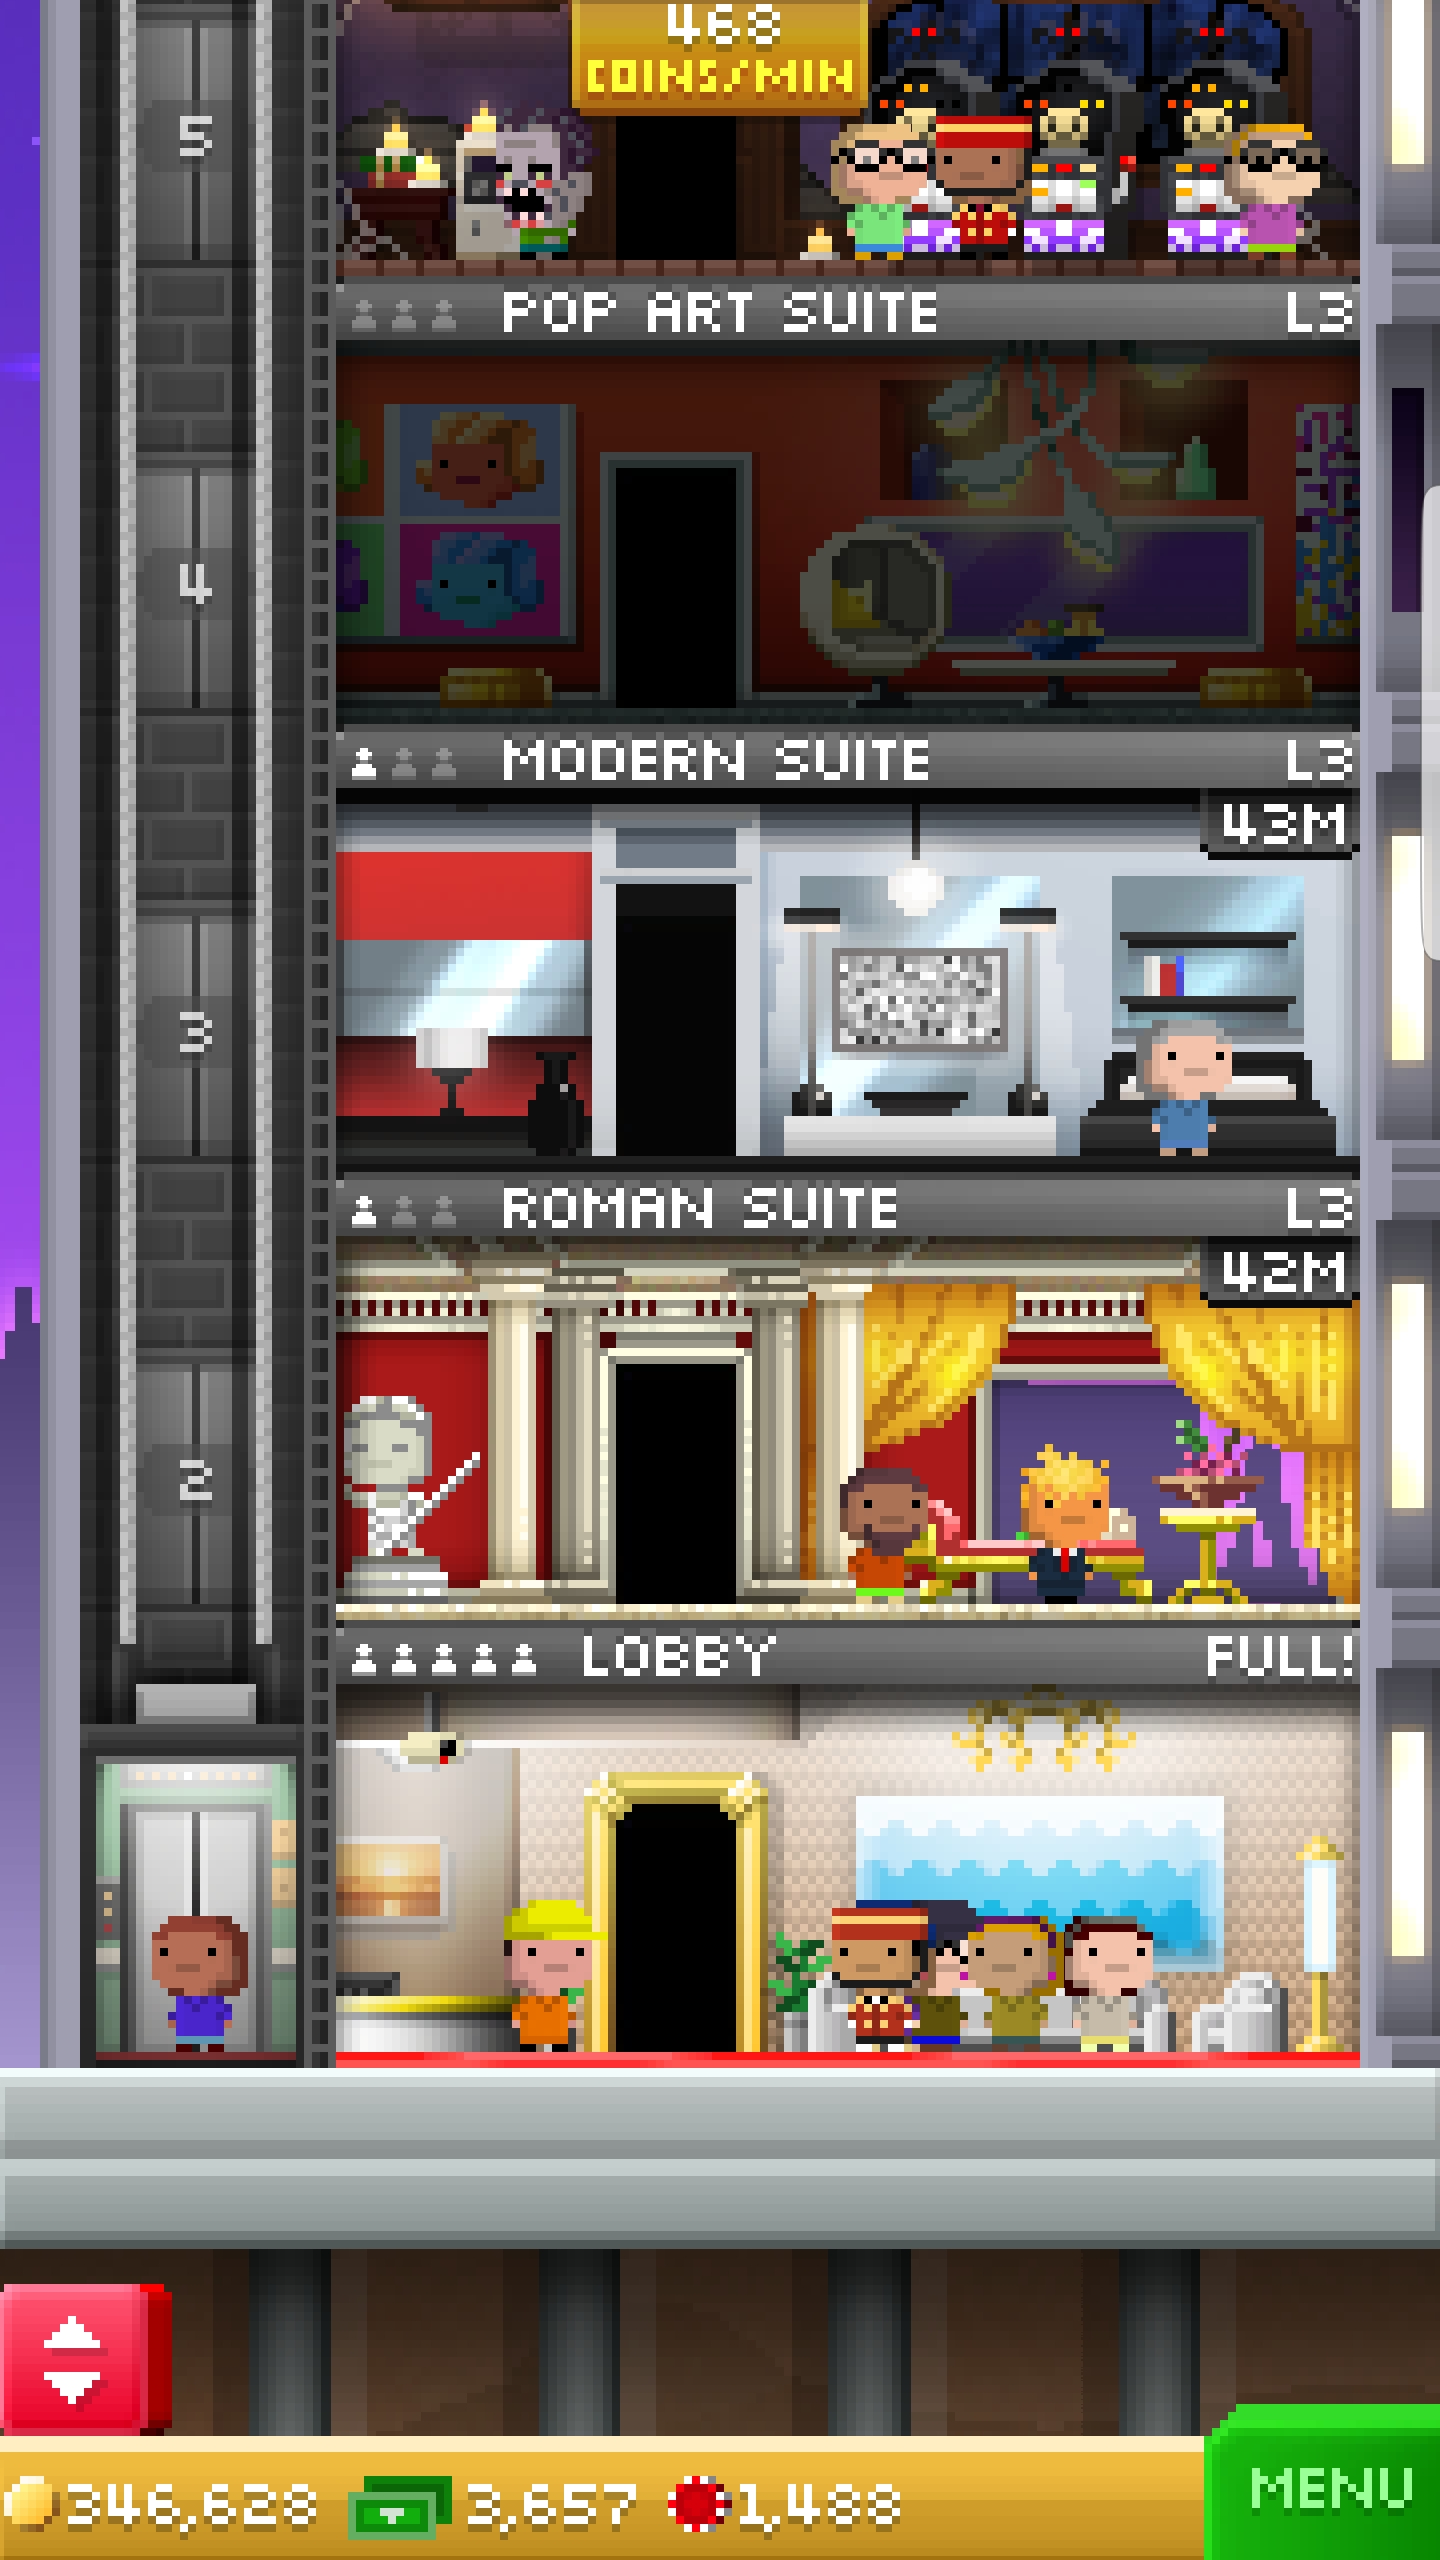 468
COINS/MIN
5
POP ART SUITE L3
4
MODERN SUITE L3
43M
3
ROMAN SUITE L3
42M
2
LOBBY FULL!
346,628 3,657 1,488
MENU